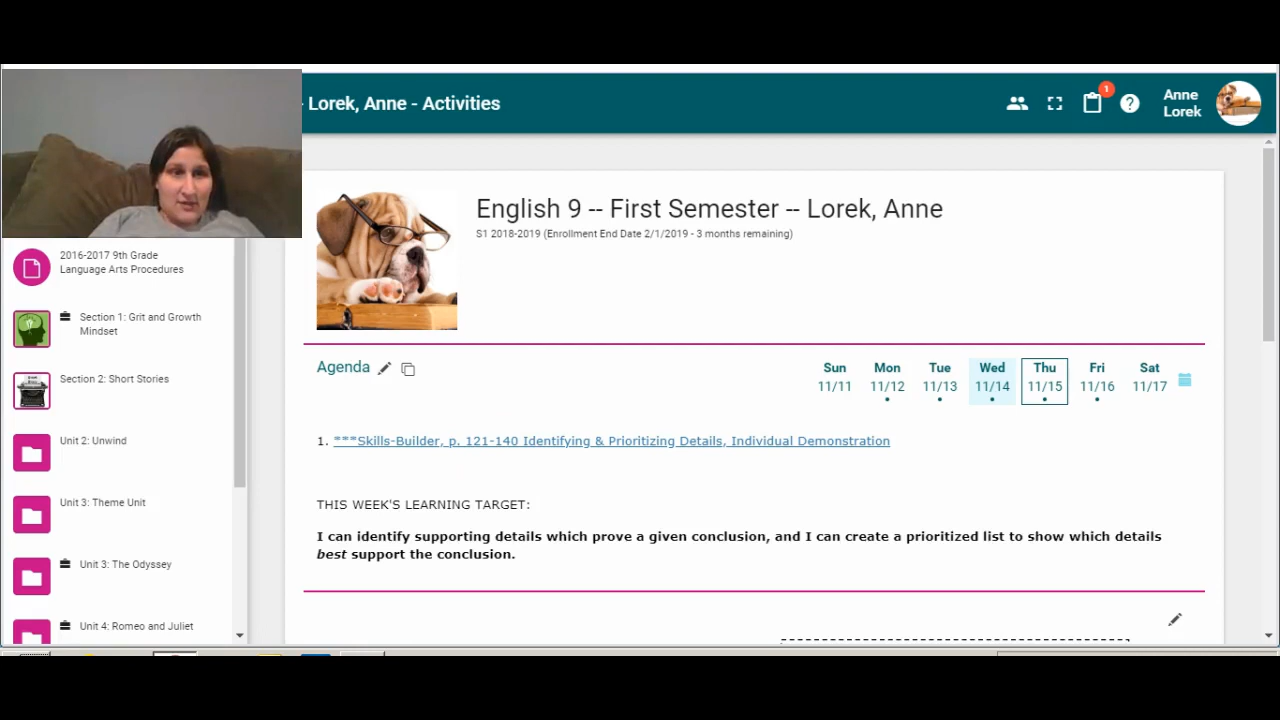 - Lorek, Anne - Activities
1
Anne
Lorek
English 9 -- First Semester -- Lorek, Anne
S1 2018-2019 (Enrollment End Date 2/1/2019 - 3 months remaining)
2016-2017 9th Grade
Language Arts Procedures
Section 1: Grit and Growth
Mindset
Section 2: Short Stories
Unit 2: Unwind
Unit 3: Theme Unit
Unit 3: The Odyssey
Unit 4: Romeo and Juliet
Agenda
Sun Mon Tue Wed Thu Fri Sat
11/11 11/12 11/13 11/14 11/15 11/16 11/17
1. ***Skills-Builder, p. 121-140 Identifying & Prioritizing Details, Individual Demonstration
THIS WEEK'S LEARNING TARGET:
I can identify supporting details which prove a given conclusion, and I can create a prioritized list to show which details
best support the conclusion.